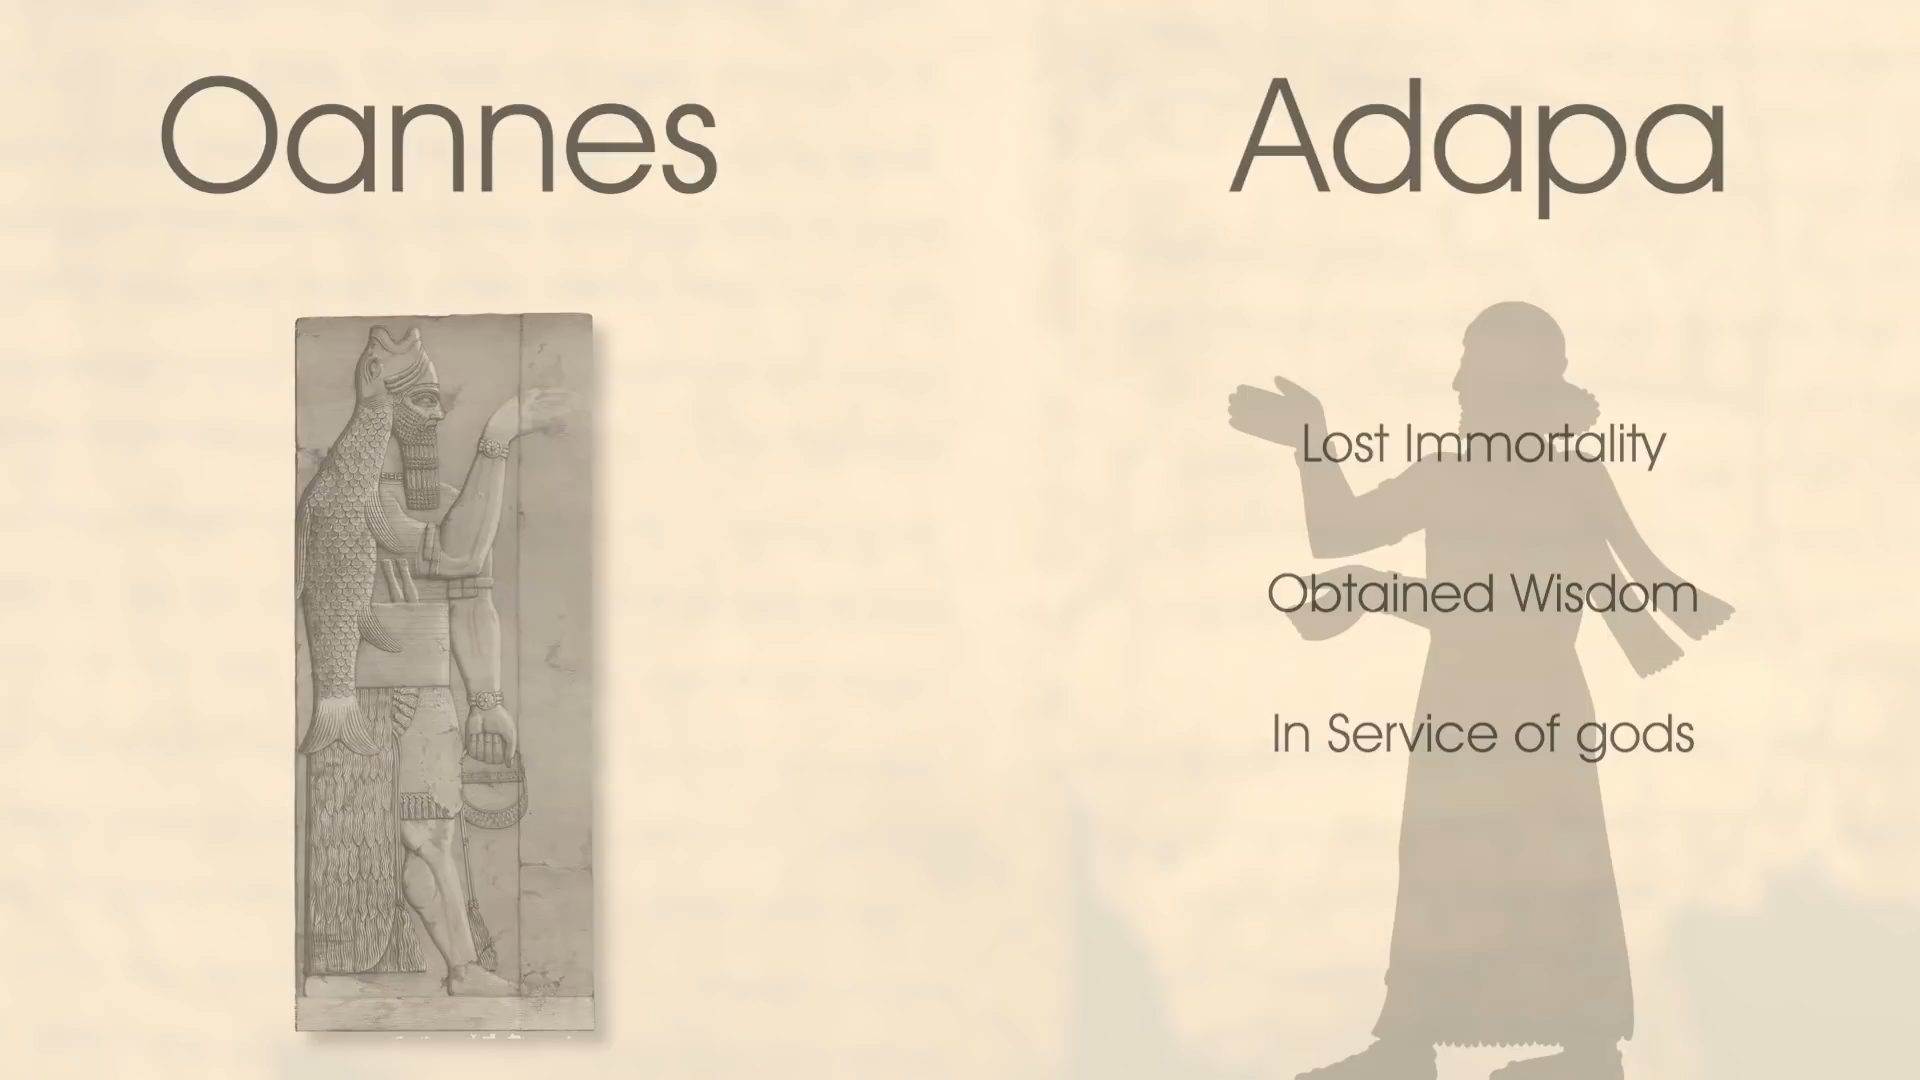 Oannes
Adapa
Lost Immortality
Obtained Wisdom
In Service of gods